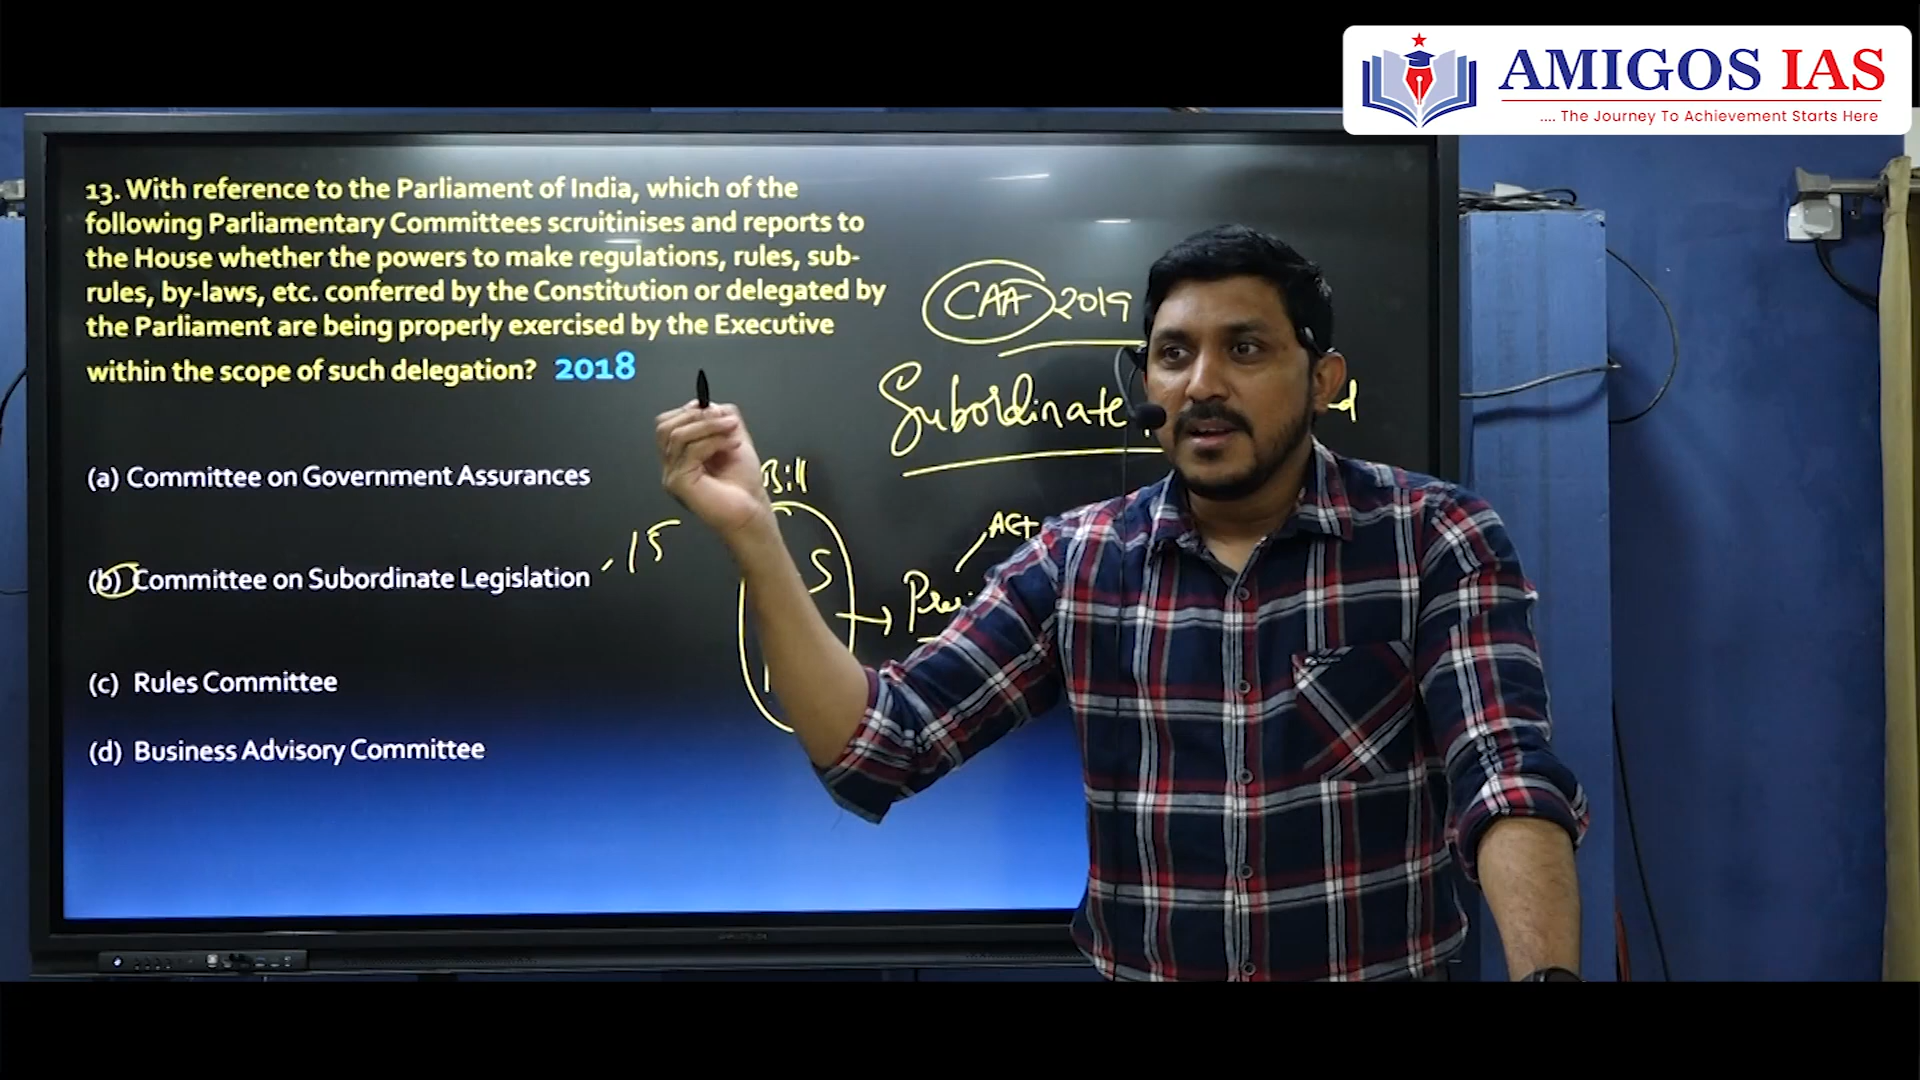 AMIGOS IAS
.... The Journey To Achievement Starts Here
13. With reference to the Parliament of India, which of the
following Parliamentary Committees scruitinises and reports to
the House whether the powers to make regulations, rules, sub-
rules, by-laws, etc. conferred by the Constitution or delegated by
the Parliament are being properly exercised by the Executive
within the scope of such delegation? 2018
CAA 2019
Subordinate
(a) Committee on Government Assurances
Bill
ACT
(b) Committee on Subordinate Legislation - 15
S
(c) Rules Committee
(d) Business Advisory Committee